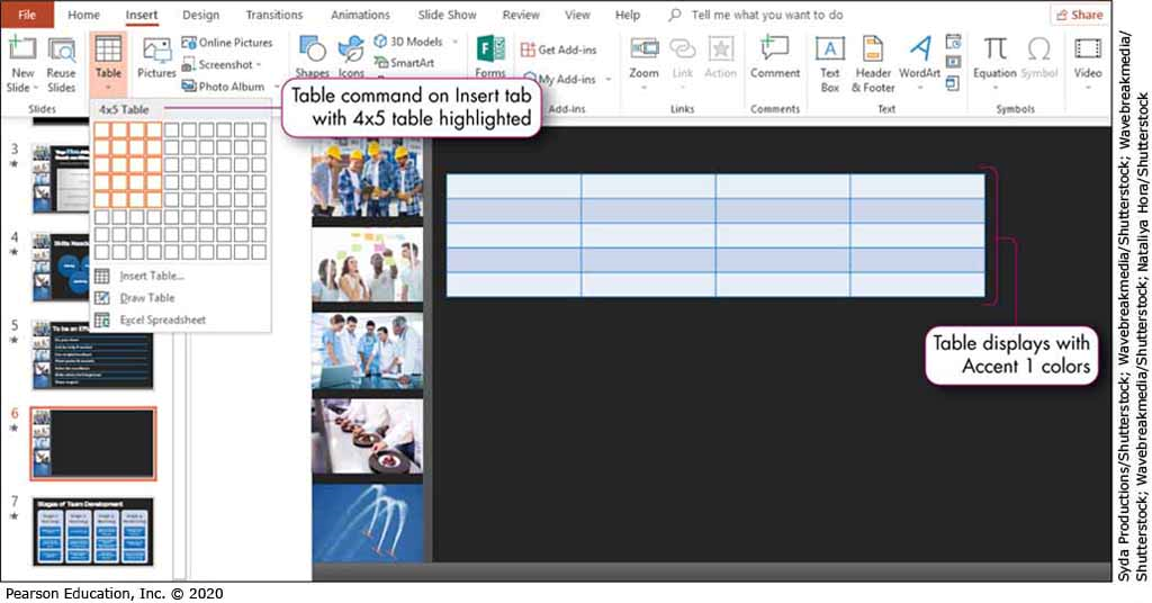 File Home Insert Design Transitions Animations Slide Show Review View Help Tell me what you want to do Share
New Slide
Reuse Slides
Table
Pictures
Online Pictures
Screenshot
Photo Album
Shapes
Icons
3D Models
SmartArt
Forms
Get Add-ins
My Add-ins
Zoom
Link
Action
Comment
Text Box
Header & Footer
WordArt
Equation
Symbol
Video
Slides
Add-ins
Links
Comments
Text
Symbols
Table command on Insert tab
with 4x5 table highlighted
4x5 Table
Insert Table...
Draw Table
Excel Spreadsheet
3
4
Skills
5
To be an
6
7
Stages of Team Development
Table displays with
Accent 1 colors
Syda Productions/Shutterstock; Wavebreakmedia/Shutterstock; Wavebreakmedia/
Shutterstock; Wavebreakmedia/Shutterstock; Nataliya Hora/Shutterstock
Pearson Education, Inc. © 2020